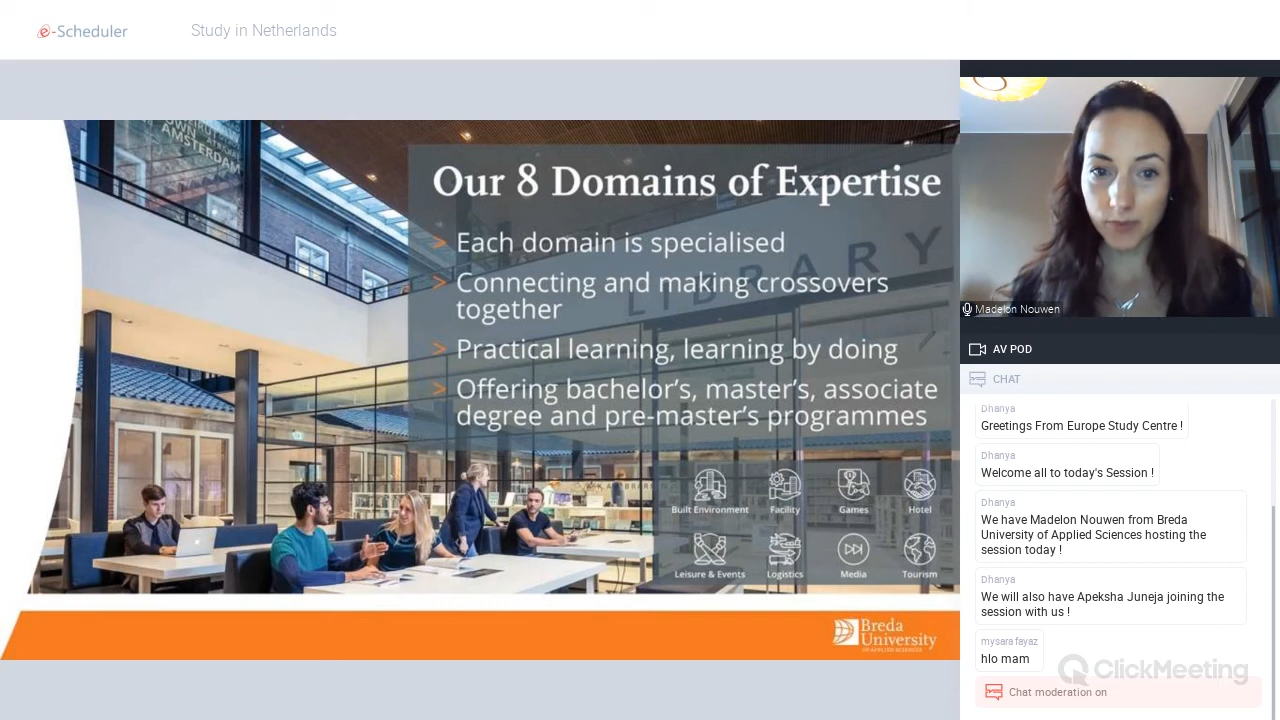 e-Scheduler
Study in Netherlands
AMSTERDAM
LIBRARY
Our 8 Domains of Expertise
> Each domain is specialised
> Connecting and making crossovers
together
> Practical learning, learning by doing
> Offering bachelor's, master's, associate
degree and pre-master's programmes
Built Environment
Facility
Games
Hotel
Leisure & Events
Logistics
Media
Tourism
Breda
University
OF APPLIED SCIENCES
Madelon Nouwen
AV POD
CHAT
Dhanya
Greetings From Europe Study Centre !
Dhanya
Welcome all to today's Session !
Dhanya
We have Madelon Nouwen from Breda
University of Applied Sciences hosting the
session today !
Dhanya
We will also have Apeksha Juneja joining the
session with us !
mysara fayaz
hlo mam
ClickMeeting
Chat moderation on